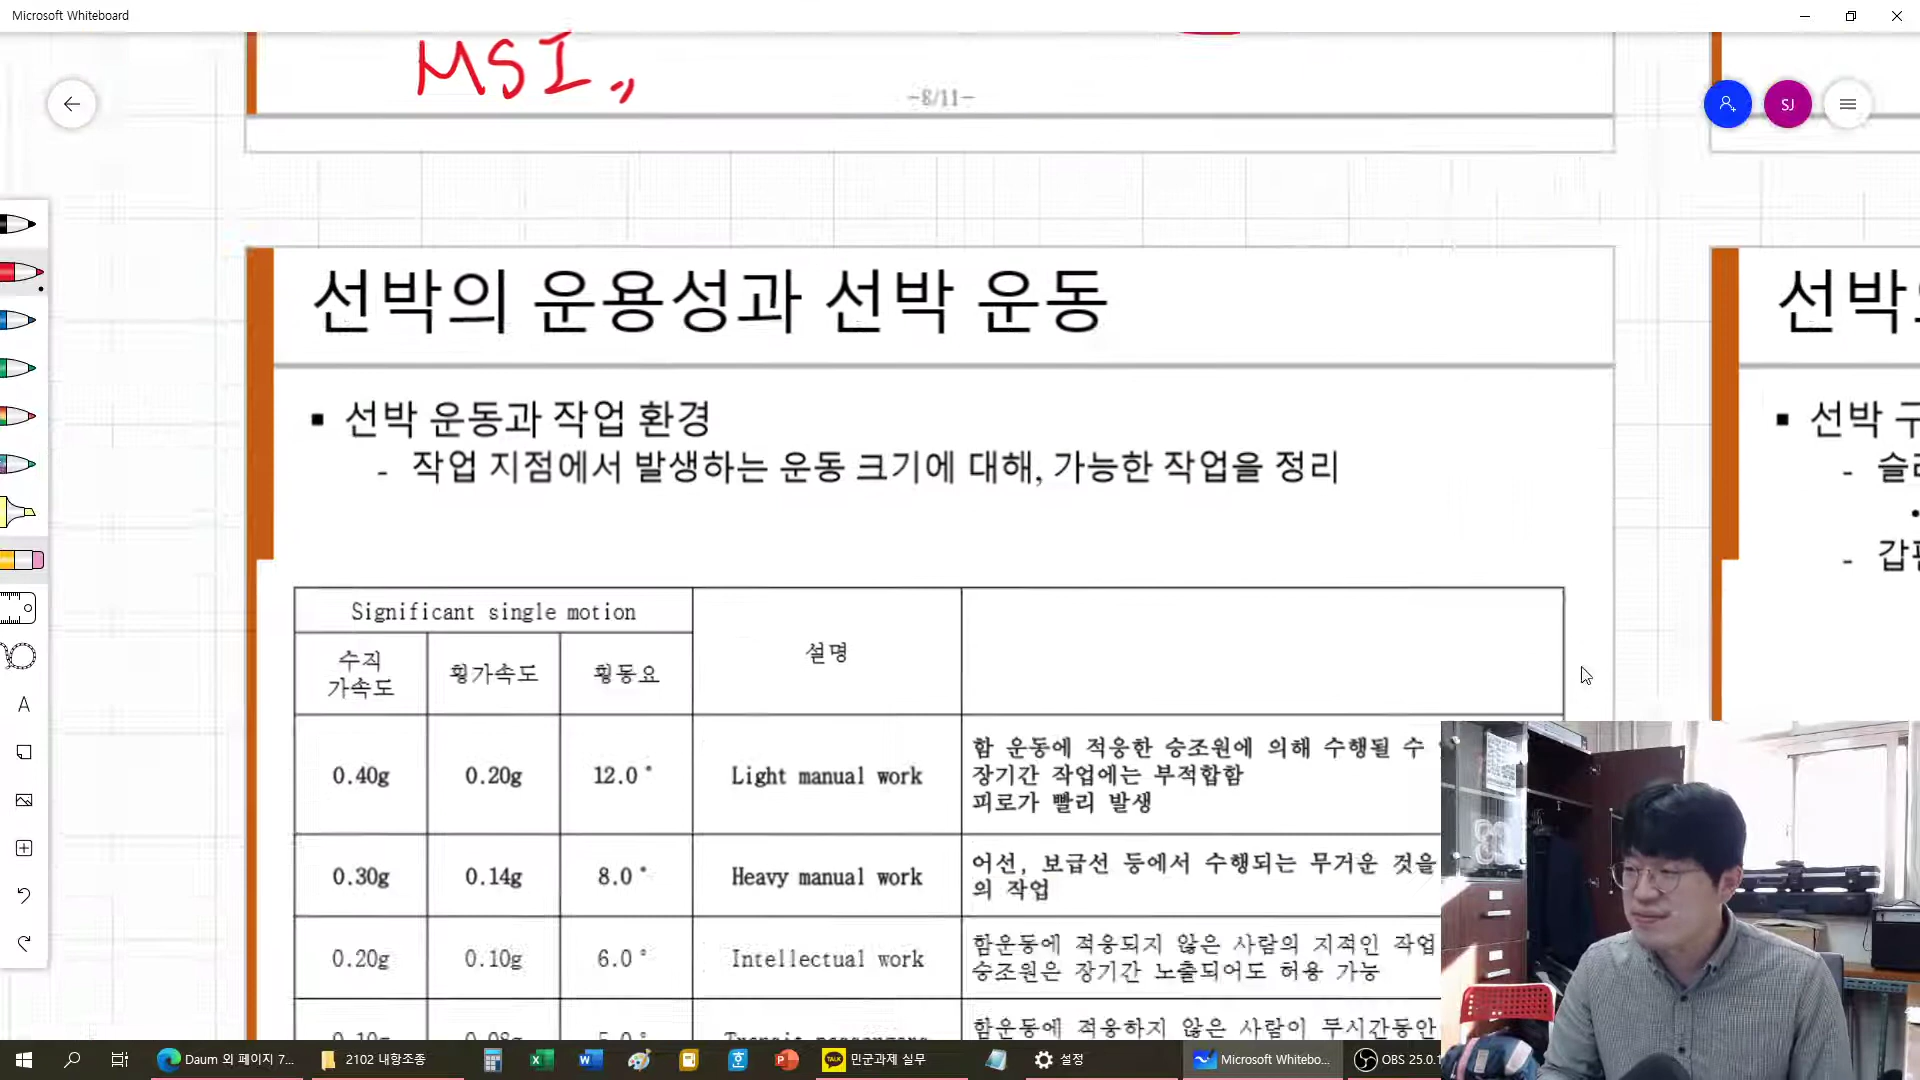 Microsoft Whiteboard
MSI,,
-8/11-
SJ
선박의 운용성과 선박 운동
▪ 선박 운동과 작업 환경
- 작업 지점에서 발생하는 운동 크기에 대해, 가능한 작업을 정리
Significant single motion
수직
가속도
횡가속도
횡동요
설명
0.40g
0.20g
12.0°
Light manual work
함 운동에 적응한 승조원에 의해 수행될 수
장기간 작업에는 부적합함
피로가 빨리 발생
0.30g
0.14g
8.0°
Heavy manual work
어선, 보급선 등에서 수행되는 무거운 것을
의 작업
0.20g
0.10g
6.0°
Intellectual work
함운동에 적응되지 않은 사람의 지적인 작업
승조원은 장기간 노출되어도 허용 가능
0.10g
0.08g
5.0°
Transit passengers
함운동에 적응하지 않은 사람이 무시간동안
▪ 선박
-
•
-
A
Daum 외 페이지 7...
2102 내항조종
TALK
민군과제 실무
설정
Microsoft Whitebo...
OBS 25.0.1